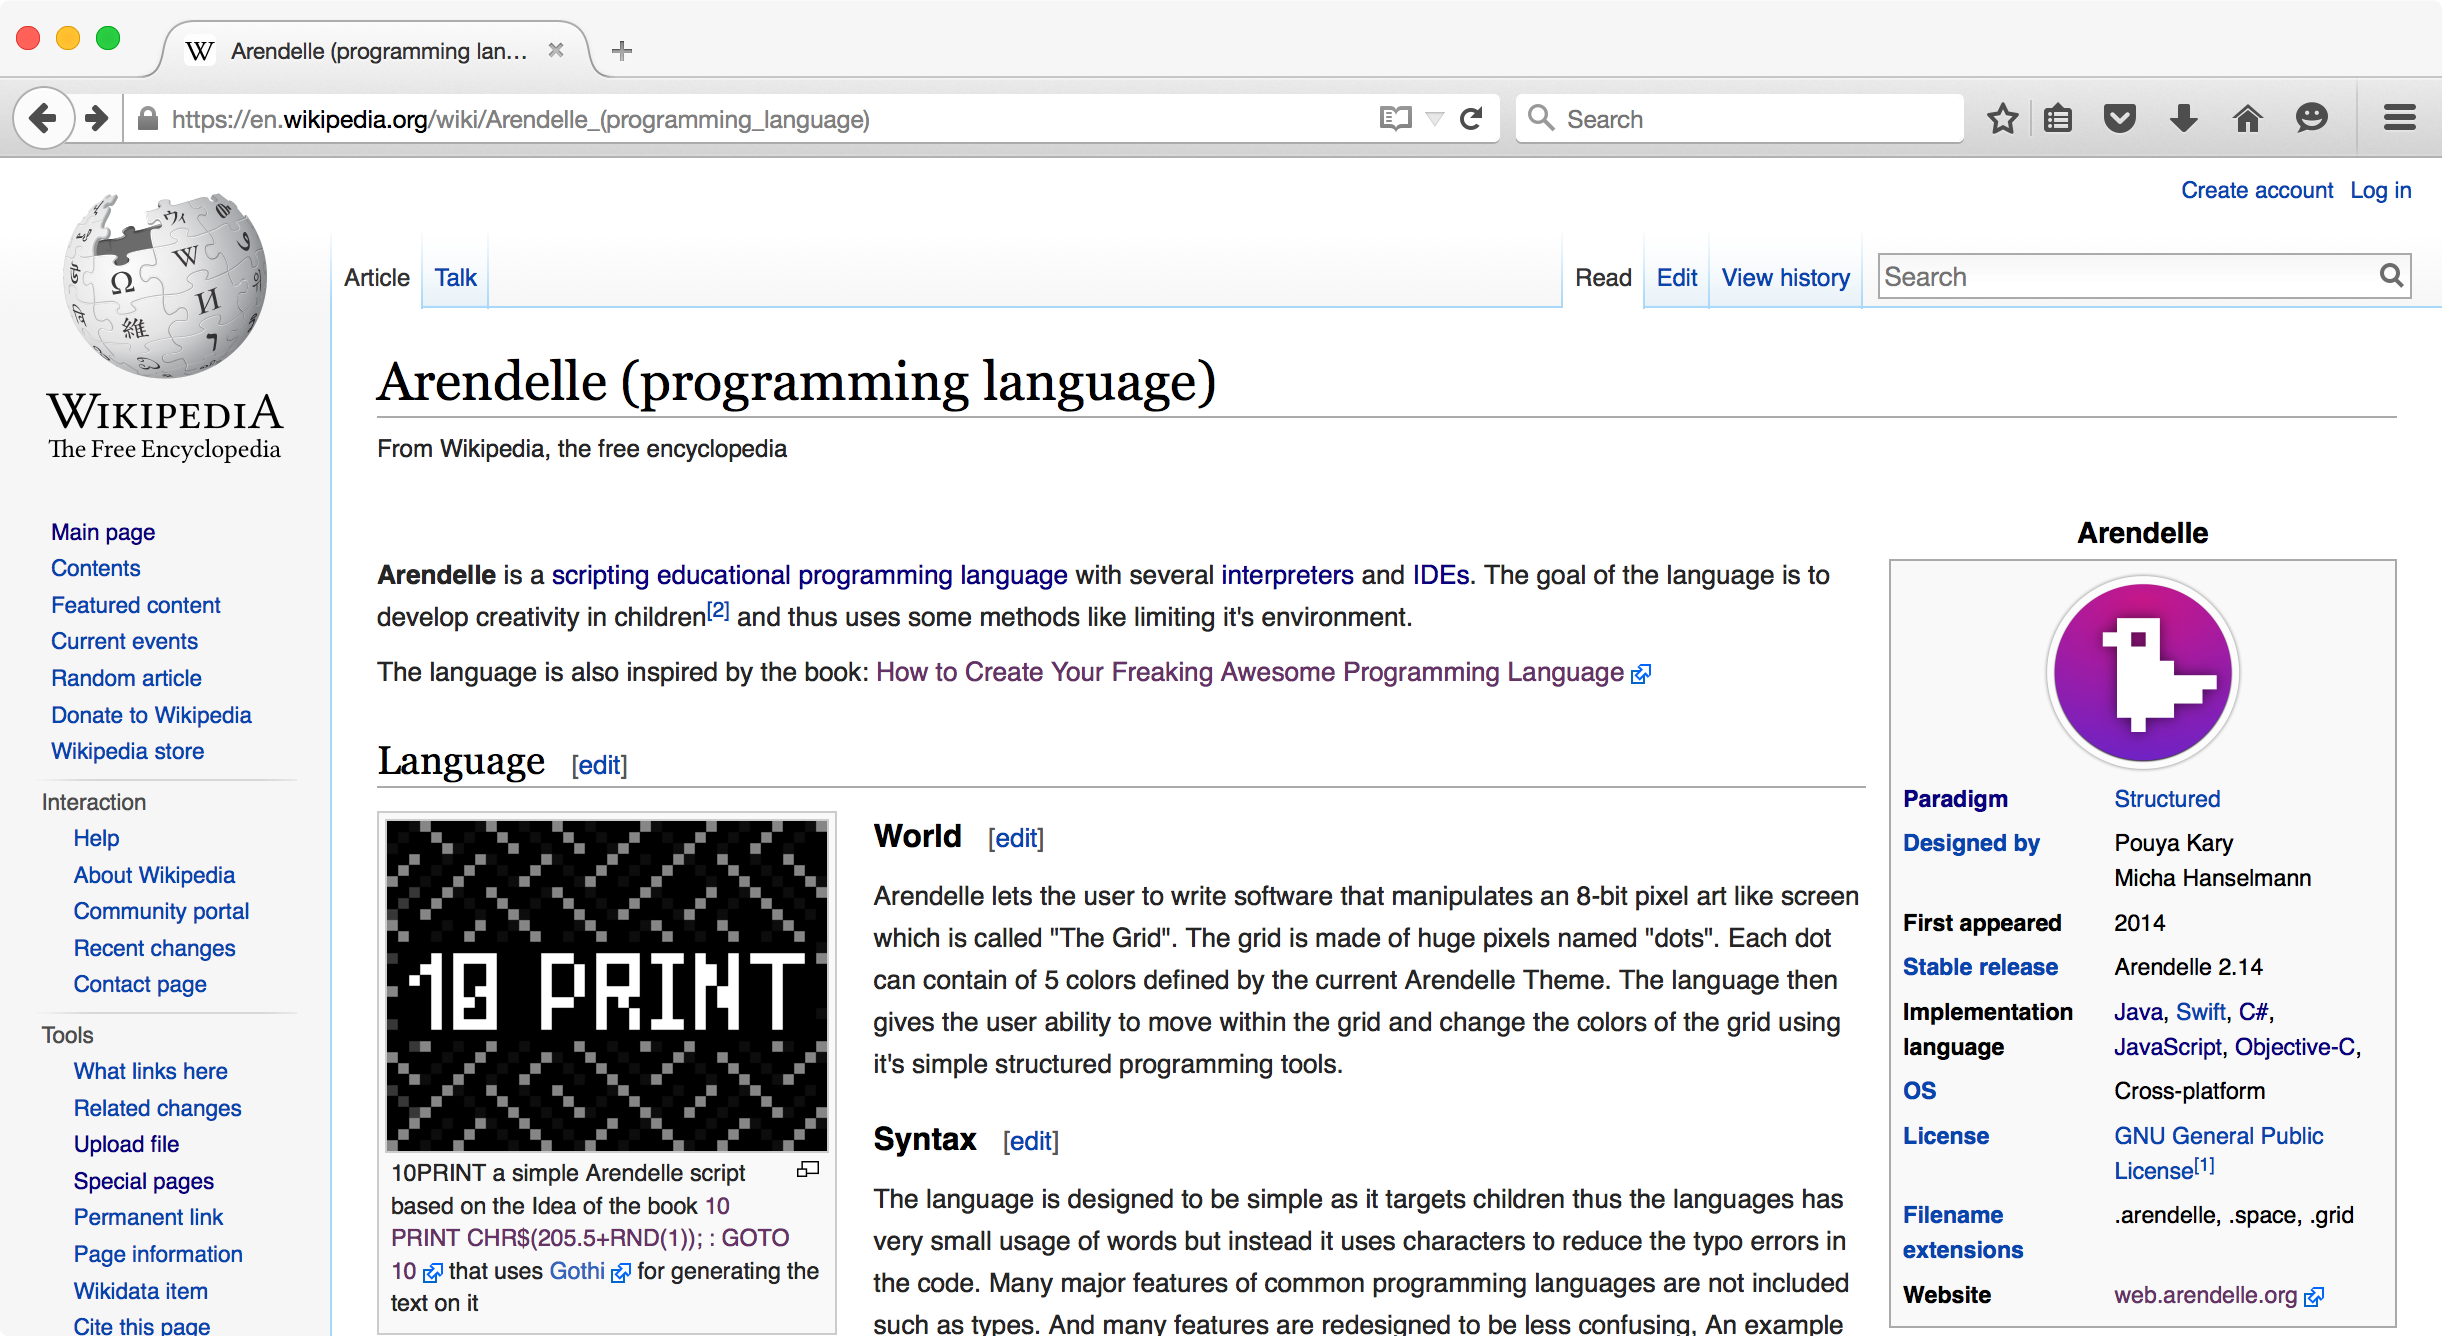 Arendelle (programming lan...
https://en.wikipedia.org/wiki/Arendelle_(programming_language)
Search
Create account Log in
Article Talk
Read Edit View history
Search
WIKIPEDIA
The Free Encyclopedia
Main page
Contents
Featured content
Current events
Random article
Donate to Wikipedia
Wikipedia store
Interaction
Help
About Wikipedia
Community portal
Recent changes
Contact page
Tools
What links here
Related changes
Upload file
Special pages
Permanent link
Page information
Wikidata item
Cite this page
Arendelle (programming language)
From Wikipedia, the free encyclopedia
Arendelle is a scripting educational programming language with several interpreters and IDEs. The goal of the language is to
develop creativity in children[2] and thus uses some methods like limiting it's environment.
The language is also inspired by the book: How to Create Your Freaking Awesome Programming Language
Language [edit]
10 PRINT
10PRINT a simple Arendelle script
based on the Idea of the book 10
PRINT CHR$(205.5+RND(1)); : GOTO
10 that uses Gothi for generating the
text on it
World [edit]
Arendelle lets the user to write software that manipulates an 8-bit pixel art like screen
which is called "The Grid". The grid is made of huge pixels named "dots". Each dot
can contain of 5 colors defined by the current Arendelle Theme. The language then
gives the user ability to move within the grid and change the colors of the grid using
it's simple structured programming tools.
Syntax [edit]
The language is designed to be simple as it targets children thus the languages has
very small usage of words but instead it uses characters to reduce the typo errors in
the code. Many major features of common programming languages are not included
such as types. And many features are redesigned to be less confusing, An example
Arendelle
Paradigm Structured
Designed by Pouya Kary
Micha Hanselmann
First appeared 2014
Stable release Arendelle 2.14
Implementation Java, Swift, C#,
language JavaScript, Objective-C,
OS Cross-platform
License GNU General Public
License[1]
Filename .arendelle, .space, .grid
extensions
Website web.arendelle.org